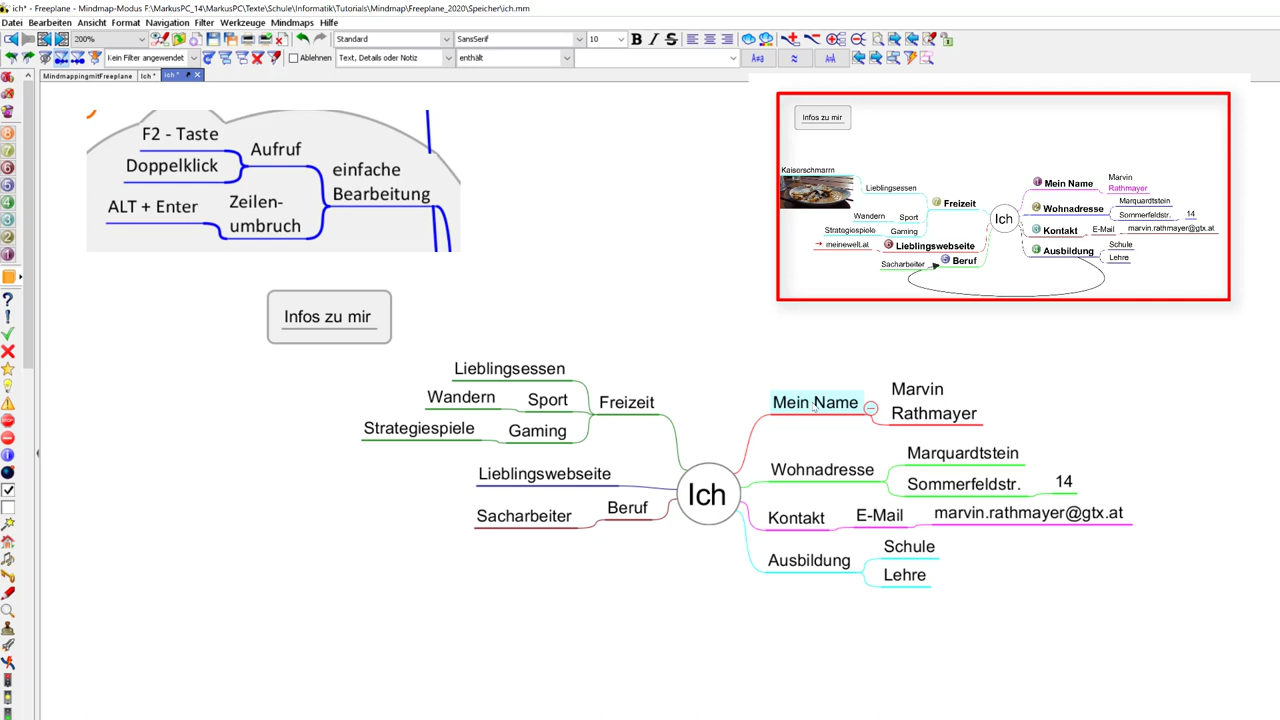 ich* - Freeplane - Mindmap-Modus F:\MarkusPC_14\MarkusPC\Texte\Schule\Informatik\Tutorials\Mindmap\Freeplane_2020\Speicher\ich.mm
Datei Bearbeiten Ansicht Format Navigation Filter Werkzeuge Mindmaps Hilfe
200% Standard SansSerif 10 B I S
Kein Filter angewendet Ablehnen Text, Details oder Notiz enthält
MindmappingmitFreeplane Ich * ich *
F2 - Taste
Doppelklick
Aufruf
ALT + Enter
Zeilen-
umbruch
einfache
Bearbeitung
Infos zu mir
Kaiserschmarrn
Lieblingsessen
Wandern
Sport
Strategiespiele
Gaming
Freizeit
meinewelt.at
Lieblingswebseite
Sacharbeiter
Beruf
Ich
Mein Name
Marvin
Rathmayer
Wohnadresse
Marquardtstein
Sommerfeldstr.
14
Kontakt
E-Mail
marvin.rathmayer@gtx.at
Ausbildung
Schule
Lehre
Infos zu mir
Lieblingsessen
Wandern
Sport
Strategiespiele
Gaming
Freizeit
Lieblingswebseite
Sacharbeiter
Beruf
Ich
Mein Name
Marvin
Rathmayer
Wohnadresse
Marquardtstein
Sommerfeldstr.
14
Kontakt
E-Mail
marvin.rathmayer@gtx.at
Ausbildung
Schule
Lehre